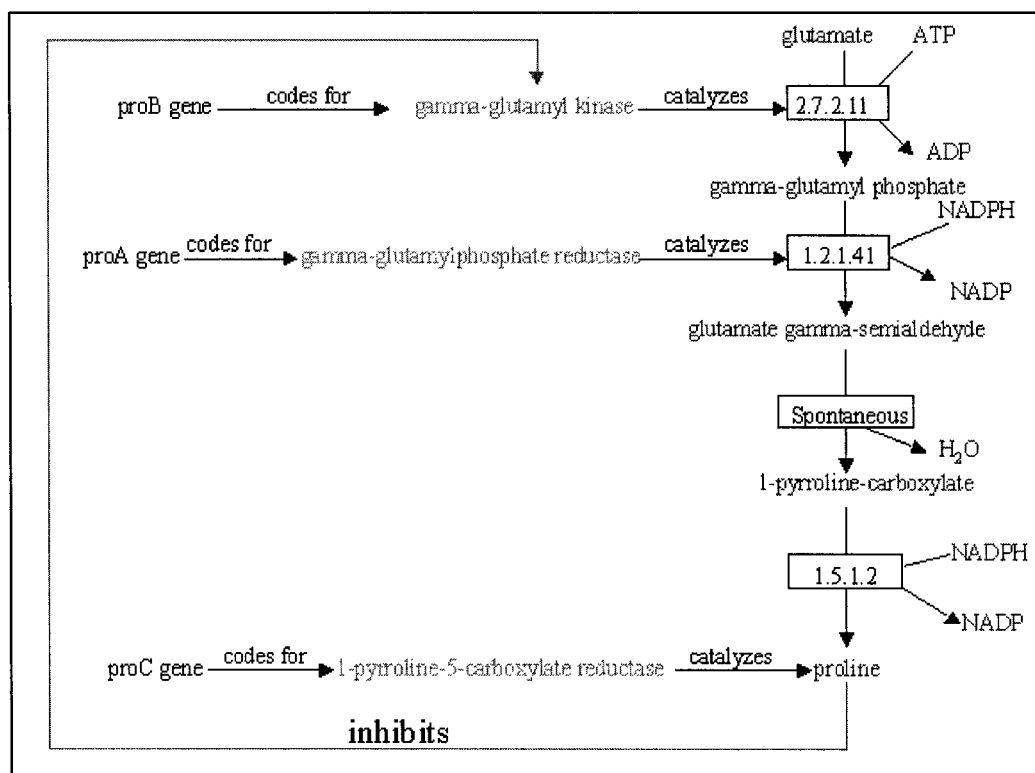 glutamate ATP
proB gene codes for gamma-glutamyl kinase catalyzes 2.7.2.11
ADP
gamma-glutamyl phosphate
NADPH
proA gene codes for gamma-glutamylphosphate reductase catalyzes 1.2.1.41
NADP
glutamate gamma-semialdehyde
Spontaneous
H₂O
1-pyrroline-carboxylate
NADPH
1.5.1.2
NADP
proC gene codes for 1-pyrroline-5-carboxylate reductase catalyzes proline
inhibits